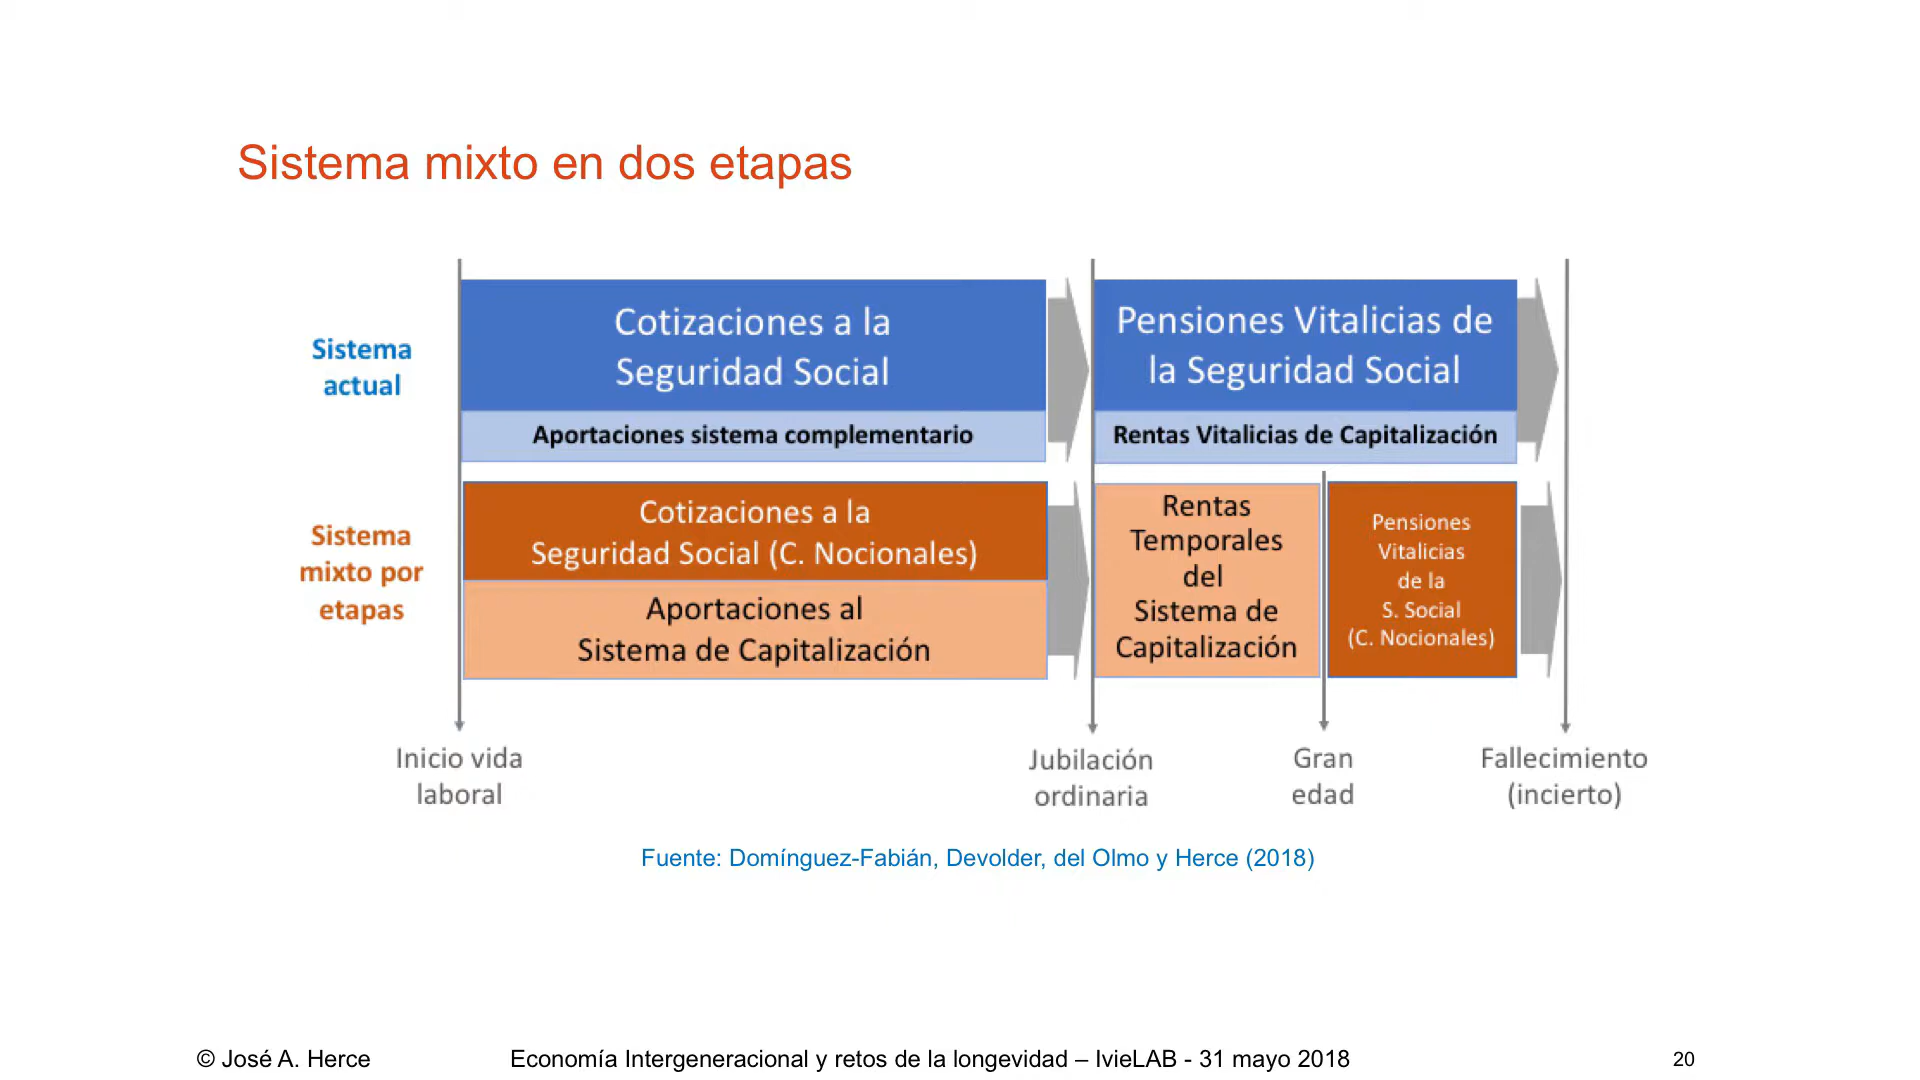 Sistema mixto en dos etapas
Sistema
actual
Cotizaciones a la
Seguridad Social
Aportaciones sistema complementario
Pensiones Vitalicias de
la Seguridad Social
Rentas Vitalicias de Capitalización
Sistema
mixto por
etapas
Cotizaciones a la
Seguridad Social (C. Nocionales)
Aportaciones al
Sistema de Capitalización
Rentas
Temporales
del
Sistema de
Capitalización
Pensiones
Vitalicias
de la
S. Social
(C. Nocionales)
Inicio vida
laboral
Jubilación
ordinaria
Gran
edad
Fallecimiento
(incierto)
Fuente: Domínguez-Fabián, Devolder, del Olmo y Herce (2018)
© José A. Herce
Economía Intergeneracional y retos de la longevidad – IvieLAB - 31 mayo 2018
20